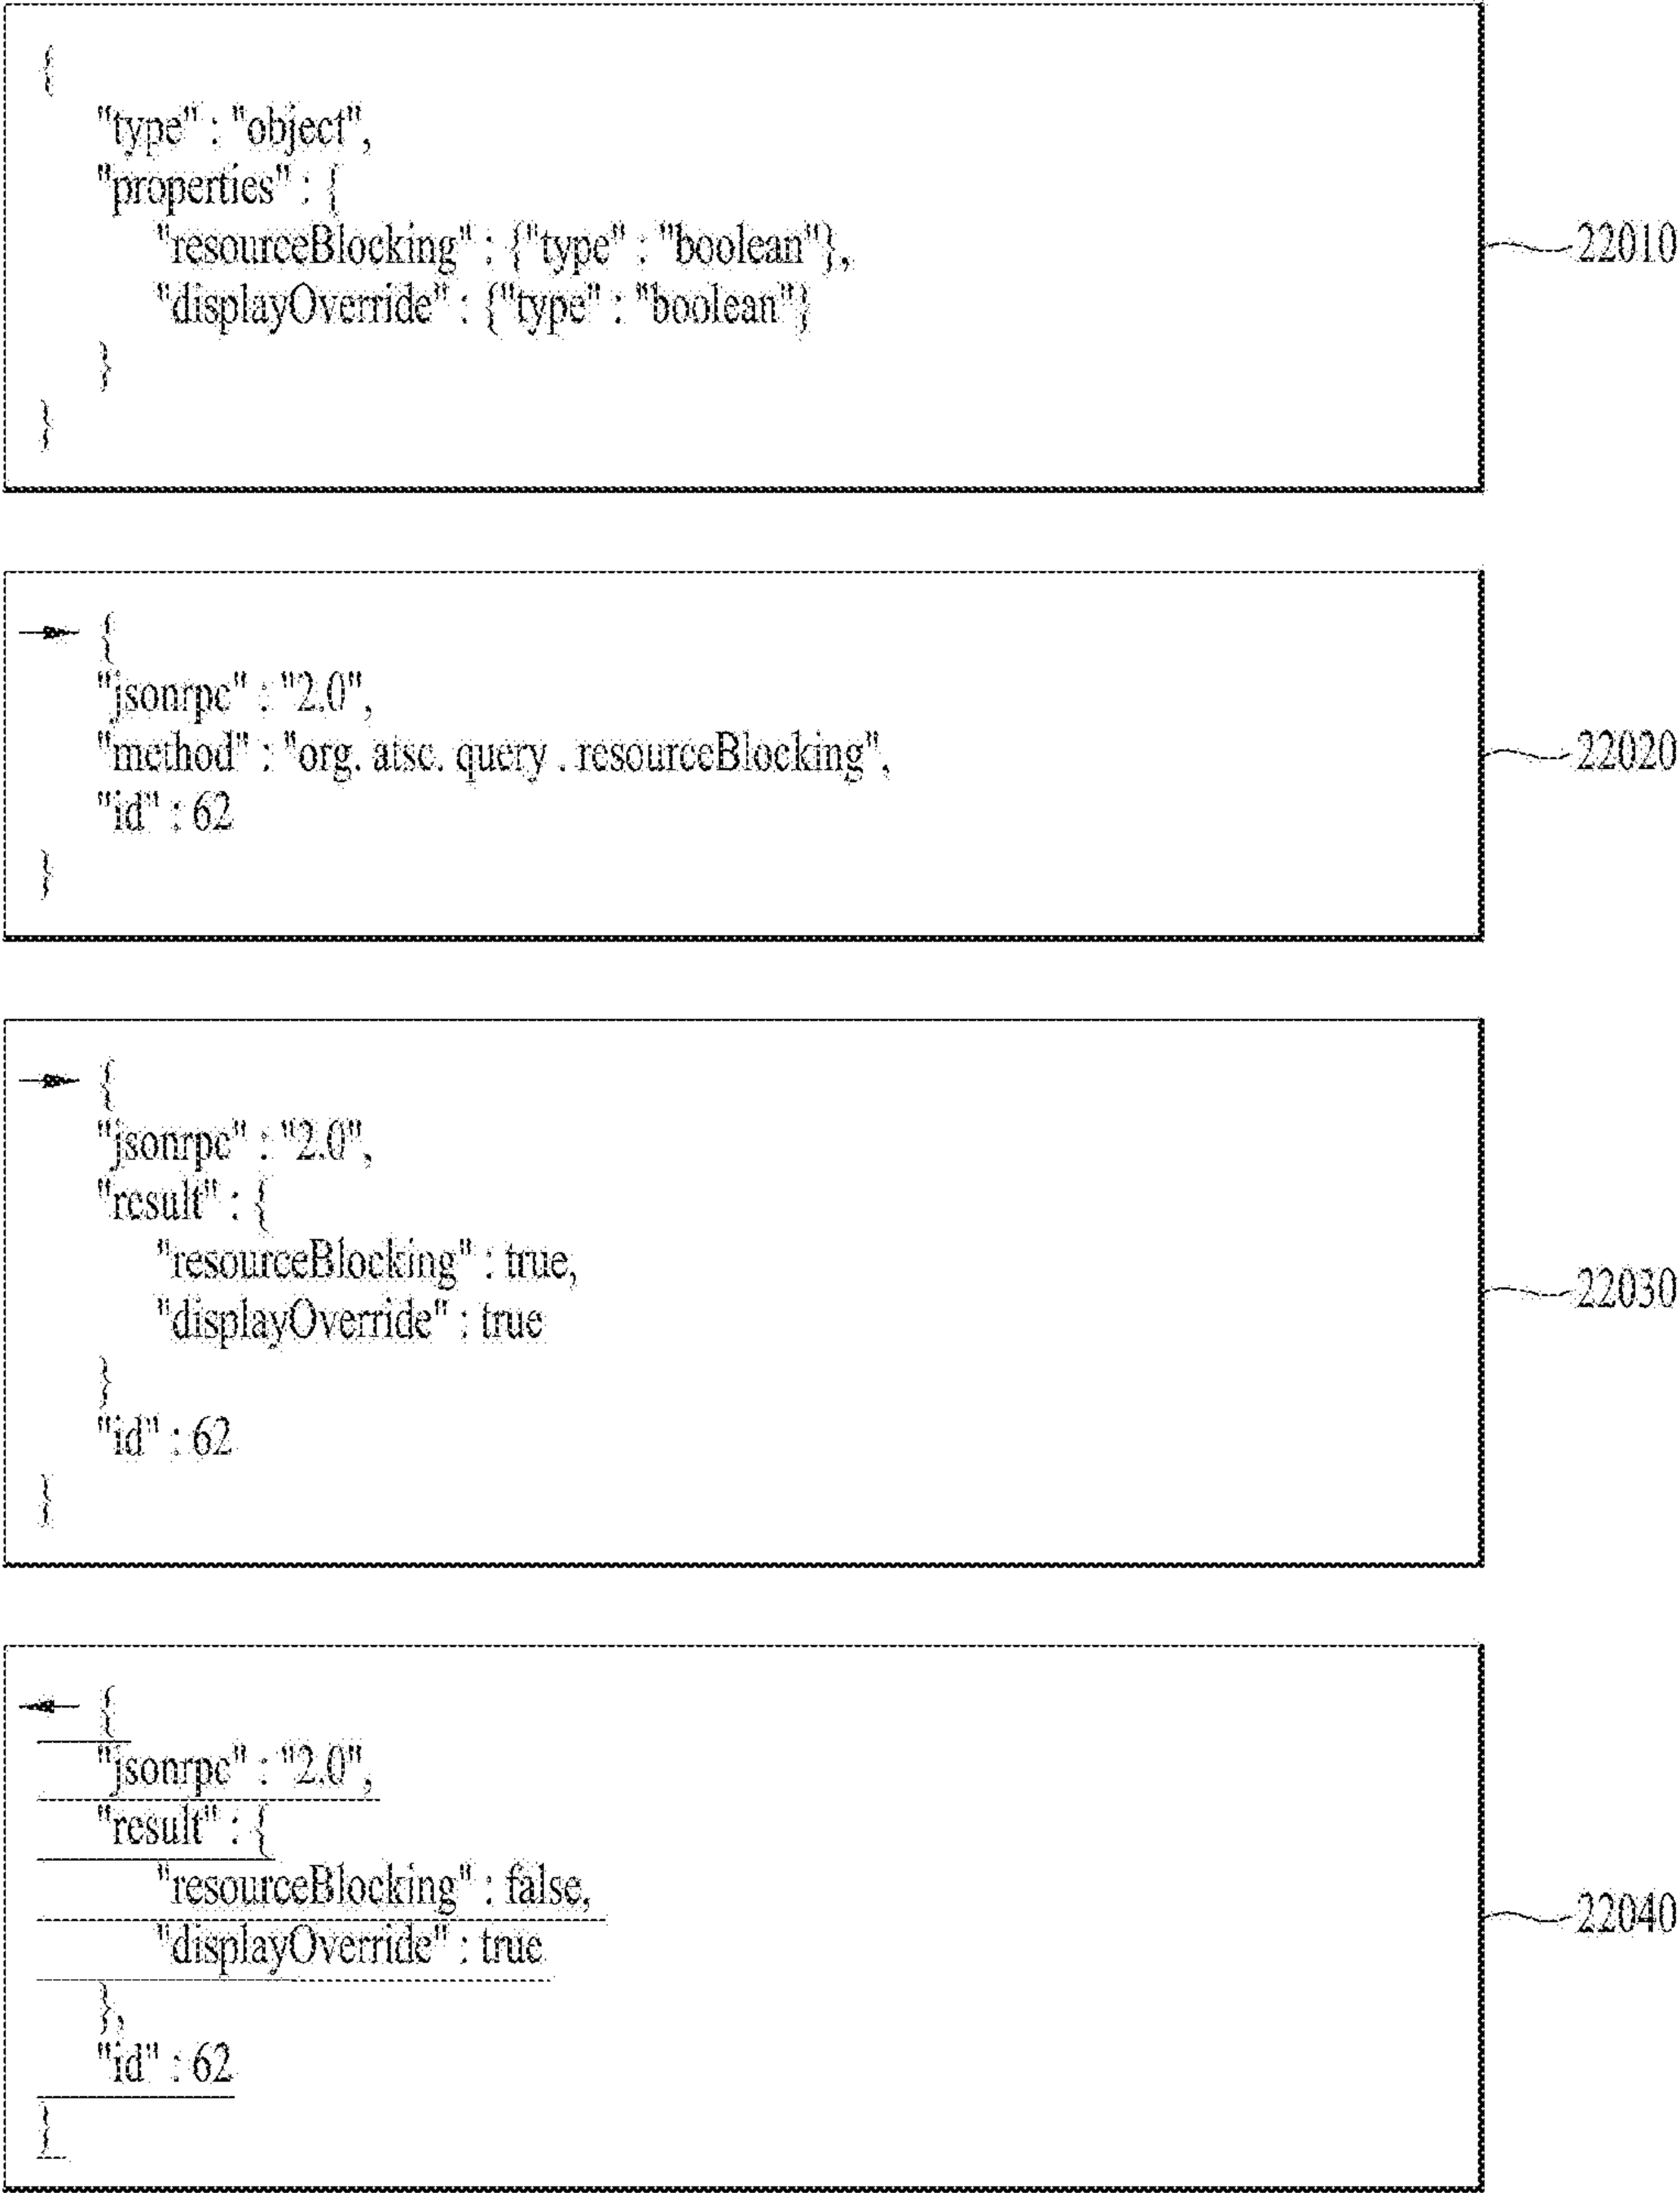 {
"type" : "object",
"properties" : {
"resourceBlocking" : {"type" : "boolean"},
"displayOverride" : {"type" : "boolean"}
}
}
22010
→ {
"jsonrpc" : "2.0",
"method" : "org. atsc. query . resourceBlocking",
"id" : 62
}
22020
→ {
"jsonrpc" : "2.0",
"result" : {
"resourceBlocking" : true,
"displayOverride" : true
}
"id" : 62
}
22030
← {
"jsonrpc" : "2.0",
"result" : {
"resourceBlocking" : false,
"displayOverride" : true
},
"id" : 62
}
22040